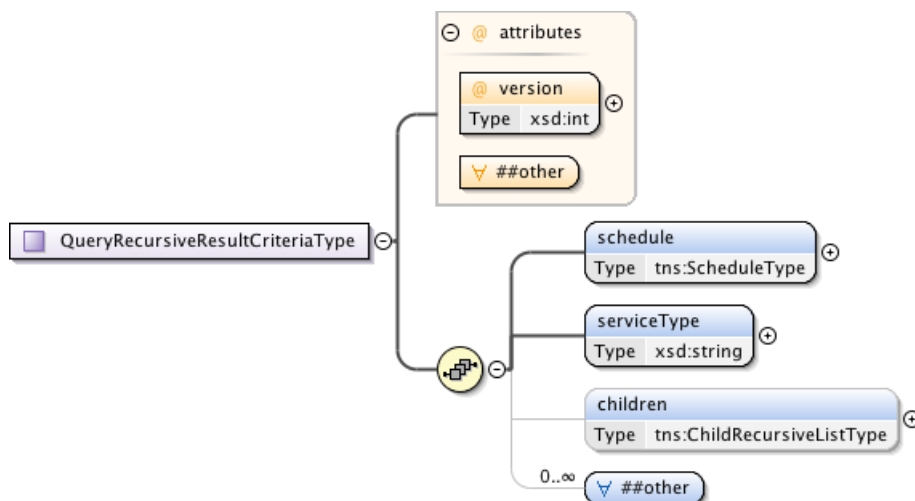 @ attributes
@ version
Type xsd:int
∀ ##other
QueryRecursiveResultCriteriaType
schedule
Type tns:ScheduleType
serviceType
Type xsd:string
children
Type tns:ChildRecursiveListType
0..∞
∀ ##other